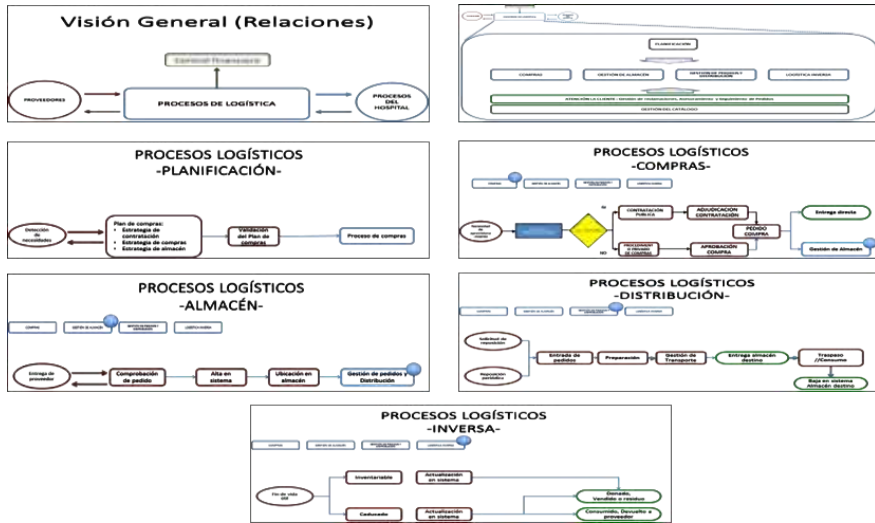 Visión General (Relaciones)
PROVEEDORES
PROCESOS DE LOGÍSTICA
PROCESOS
DEL
HOSPITAL
PLANIFICACIÓN
COMPRAS
GESTIÓN DE ALMACÉN
GESTIÓN DE PEDIDOS Y
DISTRIBUCIÓN
LOGÍSTICA INVERSA
GESTIÓN DEL CATÁLOGO
PROCESOS LOGÍSTICOS
-PLANIFICACIÓN-
Detección
de
necesidades
Plan de compras:
• Estrategia de
contratación
• Estrategia de compras
• Estrategia de almacén
Validación
del Plan de
compras
Proceso de compras
PROCESOS LOGÍSTICOS
-COMPRAS-
CONTRATACIÓN
PUBLICA
ADJUDICACIÓN
CONTRATACIÓN
PEDIDO
COMPRA
Entrega directa
NO
APROBACIÓN
COMPRA
Gestión de Almacén
PROCESOS LOGÍSTICOS
-ALMACÉN-
Entrega de
proveedor
Comprobación
de pedido
Alta en
sistema
Ubicación en
almacén
Gestión de pedidos y
Distribución
PROCESOS LOGÍSTICOS
-DISTRIBUCIÓN-
Solicitud de
reposición
Reposición
periódica
Entrada de
pedidos
Preparación
Gestión de
Transporte
Entrega almacén
destino
Traspaso
//Consumo
Baja en sistema
Almacén destino
PROCESOS LOGÍSTICOS
-INVERSA-
Fin de vida
útil
Inventariable
Actualización
en sistema
Donado,
Vendido o residuo
Caducado
Actualización
en sistema
Consumido, Devuelto a
proveedor